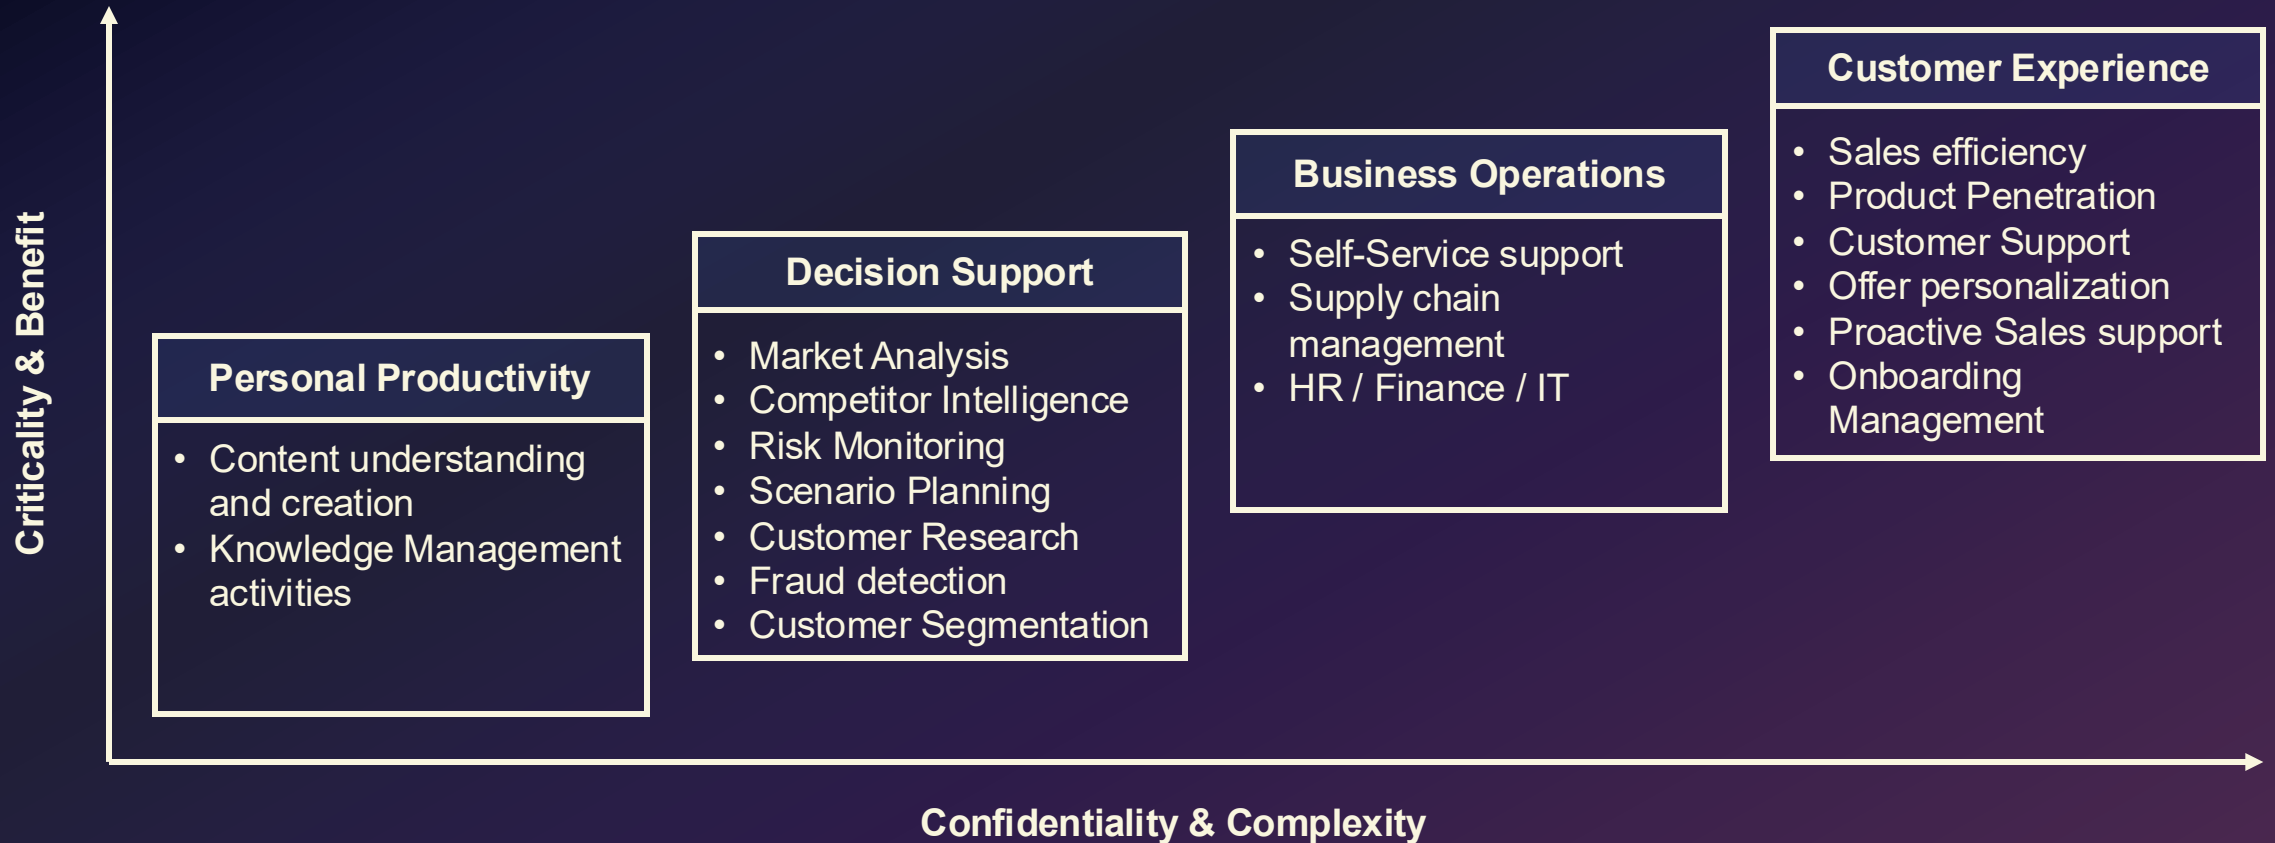 Criticality & Benefit
Personal Productivity
• Content understanding
and creation
• Knowledge Management
activities
Decision Support
• Market Analysis
• Competitor Intelligence
• Risk Monitoring
• Scenario Planning
• Customer Research
• Fraud detection
• Customer Segmentation
Business Operations
• Self-Service support
• Supply chain
management
• HR / Finance / IT
Customer Experience
• Sales efficiency
• Product Penetration
• Customer Support
• Offer personalization
• Proactive Sales support
• Onboarding
Management
Confidentiality & Complexity